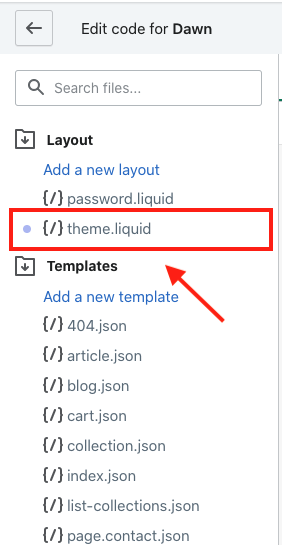 Edit code for Dawn
Search files...
Layout
Add a new layout
{/} password.liquid
{/} theme.liquid
Templates
Add a new template
{/} 404.json
{/} article.json
{/} blog.json
{/} cart.json
{/} collection.json
{/} index.json
{/} list-collections.json
{/} page.contact.json